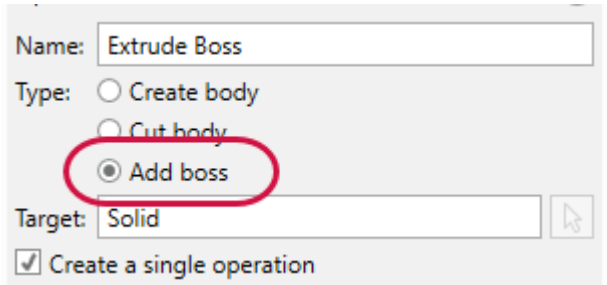 Name: Extrude Boss
Type: Create body
Cut body
Add boss
Target: Solid
Create a single operation